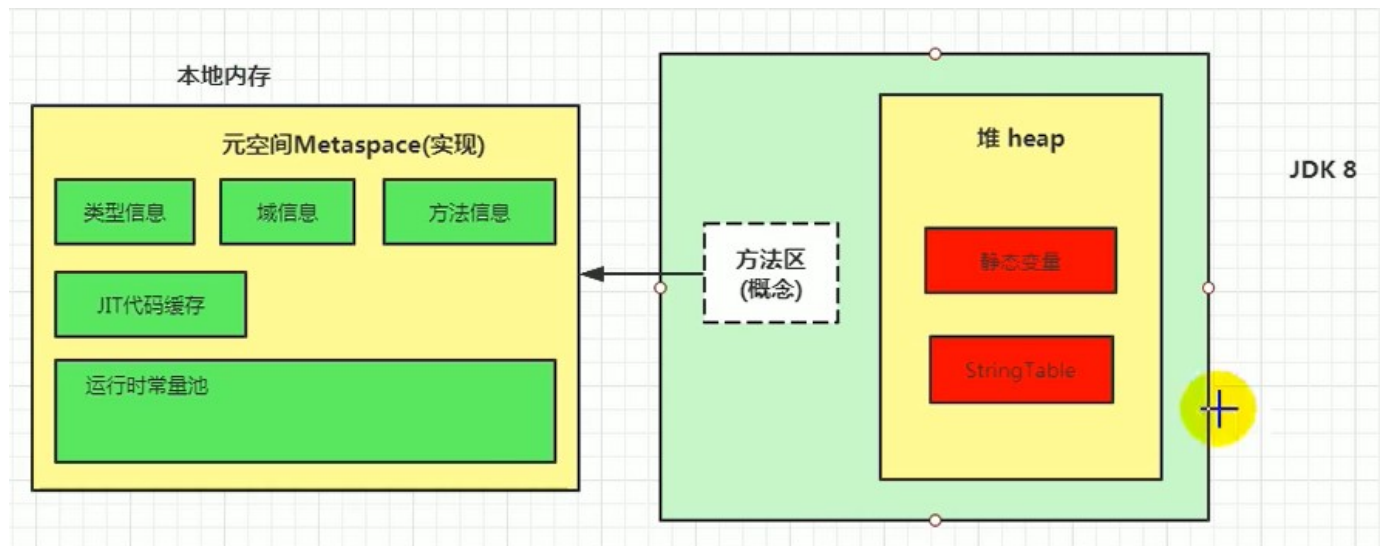 本地内存
元空间Metaspace(实现)
类型信息
域信息
方法信息
JIT代码缓存
运行时常量池
方法区
(概念)
堆 heap
静态变量
StringTable
JDK 8